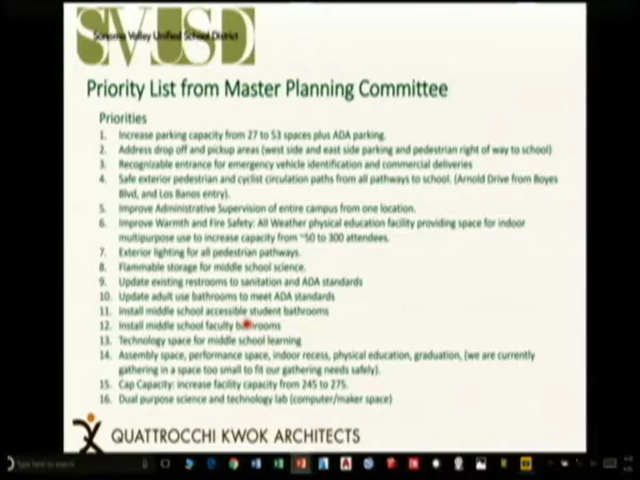 SVUSD
Sonoma Valley Unified School District
Priority List from Master Planning Committee
Priorities
1. Increase parking capacity from 27 to 53 spaces plus ADA parking.
2. Address drop off and pickup areas (west side and east side parking and pedestrian right of way to school)
3. Recognizable entrance for emergency vehicle identification and commercial deliveries
4. Safe exterior pedestrian and cyclist circulation paths from all pathways to school. (Arnold Drive from Boyes
Blvd, and Los Banos entry).
5. Improve Administrative Supervision of entire campus from one location.
6. Improve Warmth and Fire Safety: All Weather physical education facility providing space for indoor
multipurpose use to increase capacity from ~50 to 300 attendees.
7. Exterior lighting for all pedestrian pathways.
8. Flammable storage for middle school science.
9. Update existing restrooms to sanitation and ADA standards
10. Update adult use bathrooms to meet ADA standards
11. Install middle school accessible student bathrooms
12. Install middle school faculty bathrooms
13. Technology space for middle school learning
14. Assembly space, performance space, indoor recess, physical education, graduation, (we are currently
gathering in a space too small to fit our gathering needs safely).
15. Cap Capacity: increase facility capacity from 245 to 275.
16. Dual purpose science and technology lab (computer/maker space)
QUATTROCCHI KWOK ARCHITECTS
Type here to search